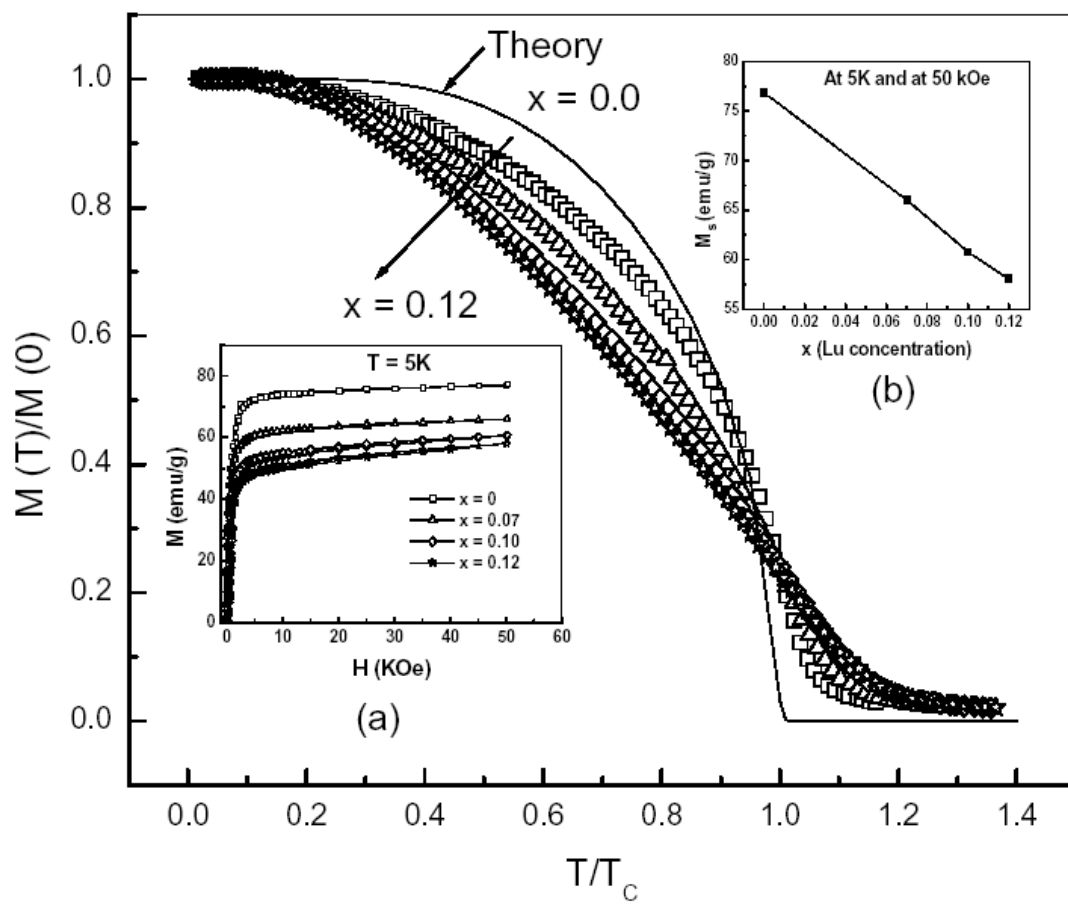 Theory
x = 0.0
x = 0.12
1.0
0.8
0.6
0.4
0.2
0.0
M (T)/M (0)
0.0 0.2 0.4 0.6 0.8 1.0 1.2 1.4
T/T_C
At 5K and at 50 kOe
80
75
70
65
60
55
M_s (emu/g)
0.00 0.02 0.04 0.06 0.08 0.10 0.12
x (Lu concentration)
(b)
T = 5K
80
60
40
20
0
M (emu/g)
x = 0
x = 0.07
x = 0.10
x = 0.12
0 10 20 30 40 50 60
H (KOe)
(a)